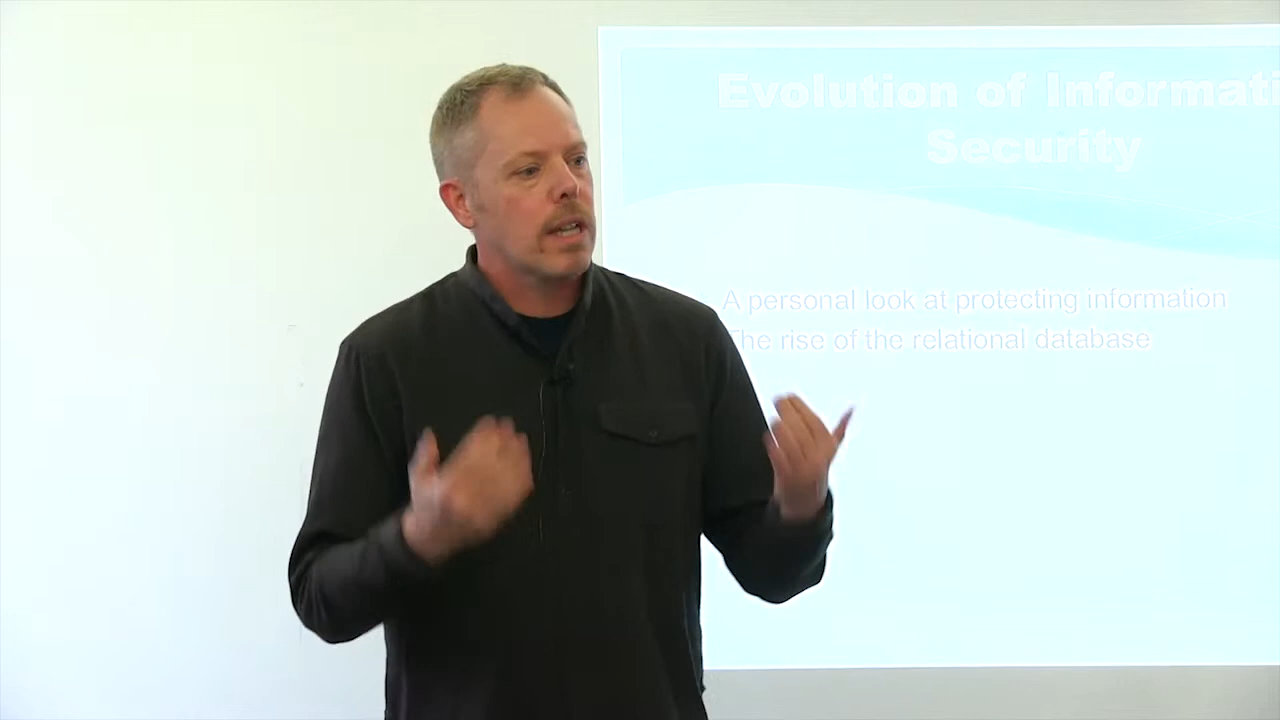 Evolution of Informati
Security
A personal look at protecting information
The rise of the relational database